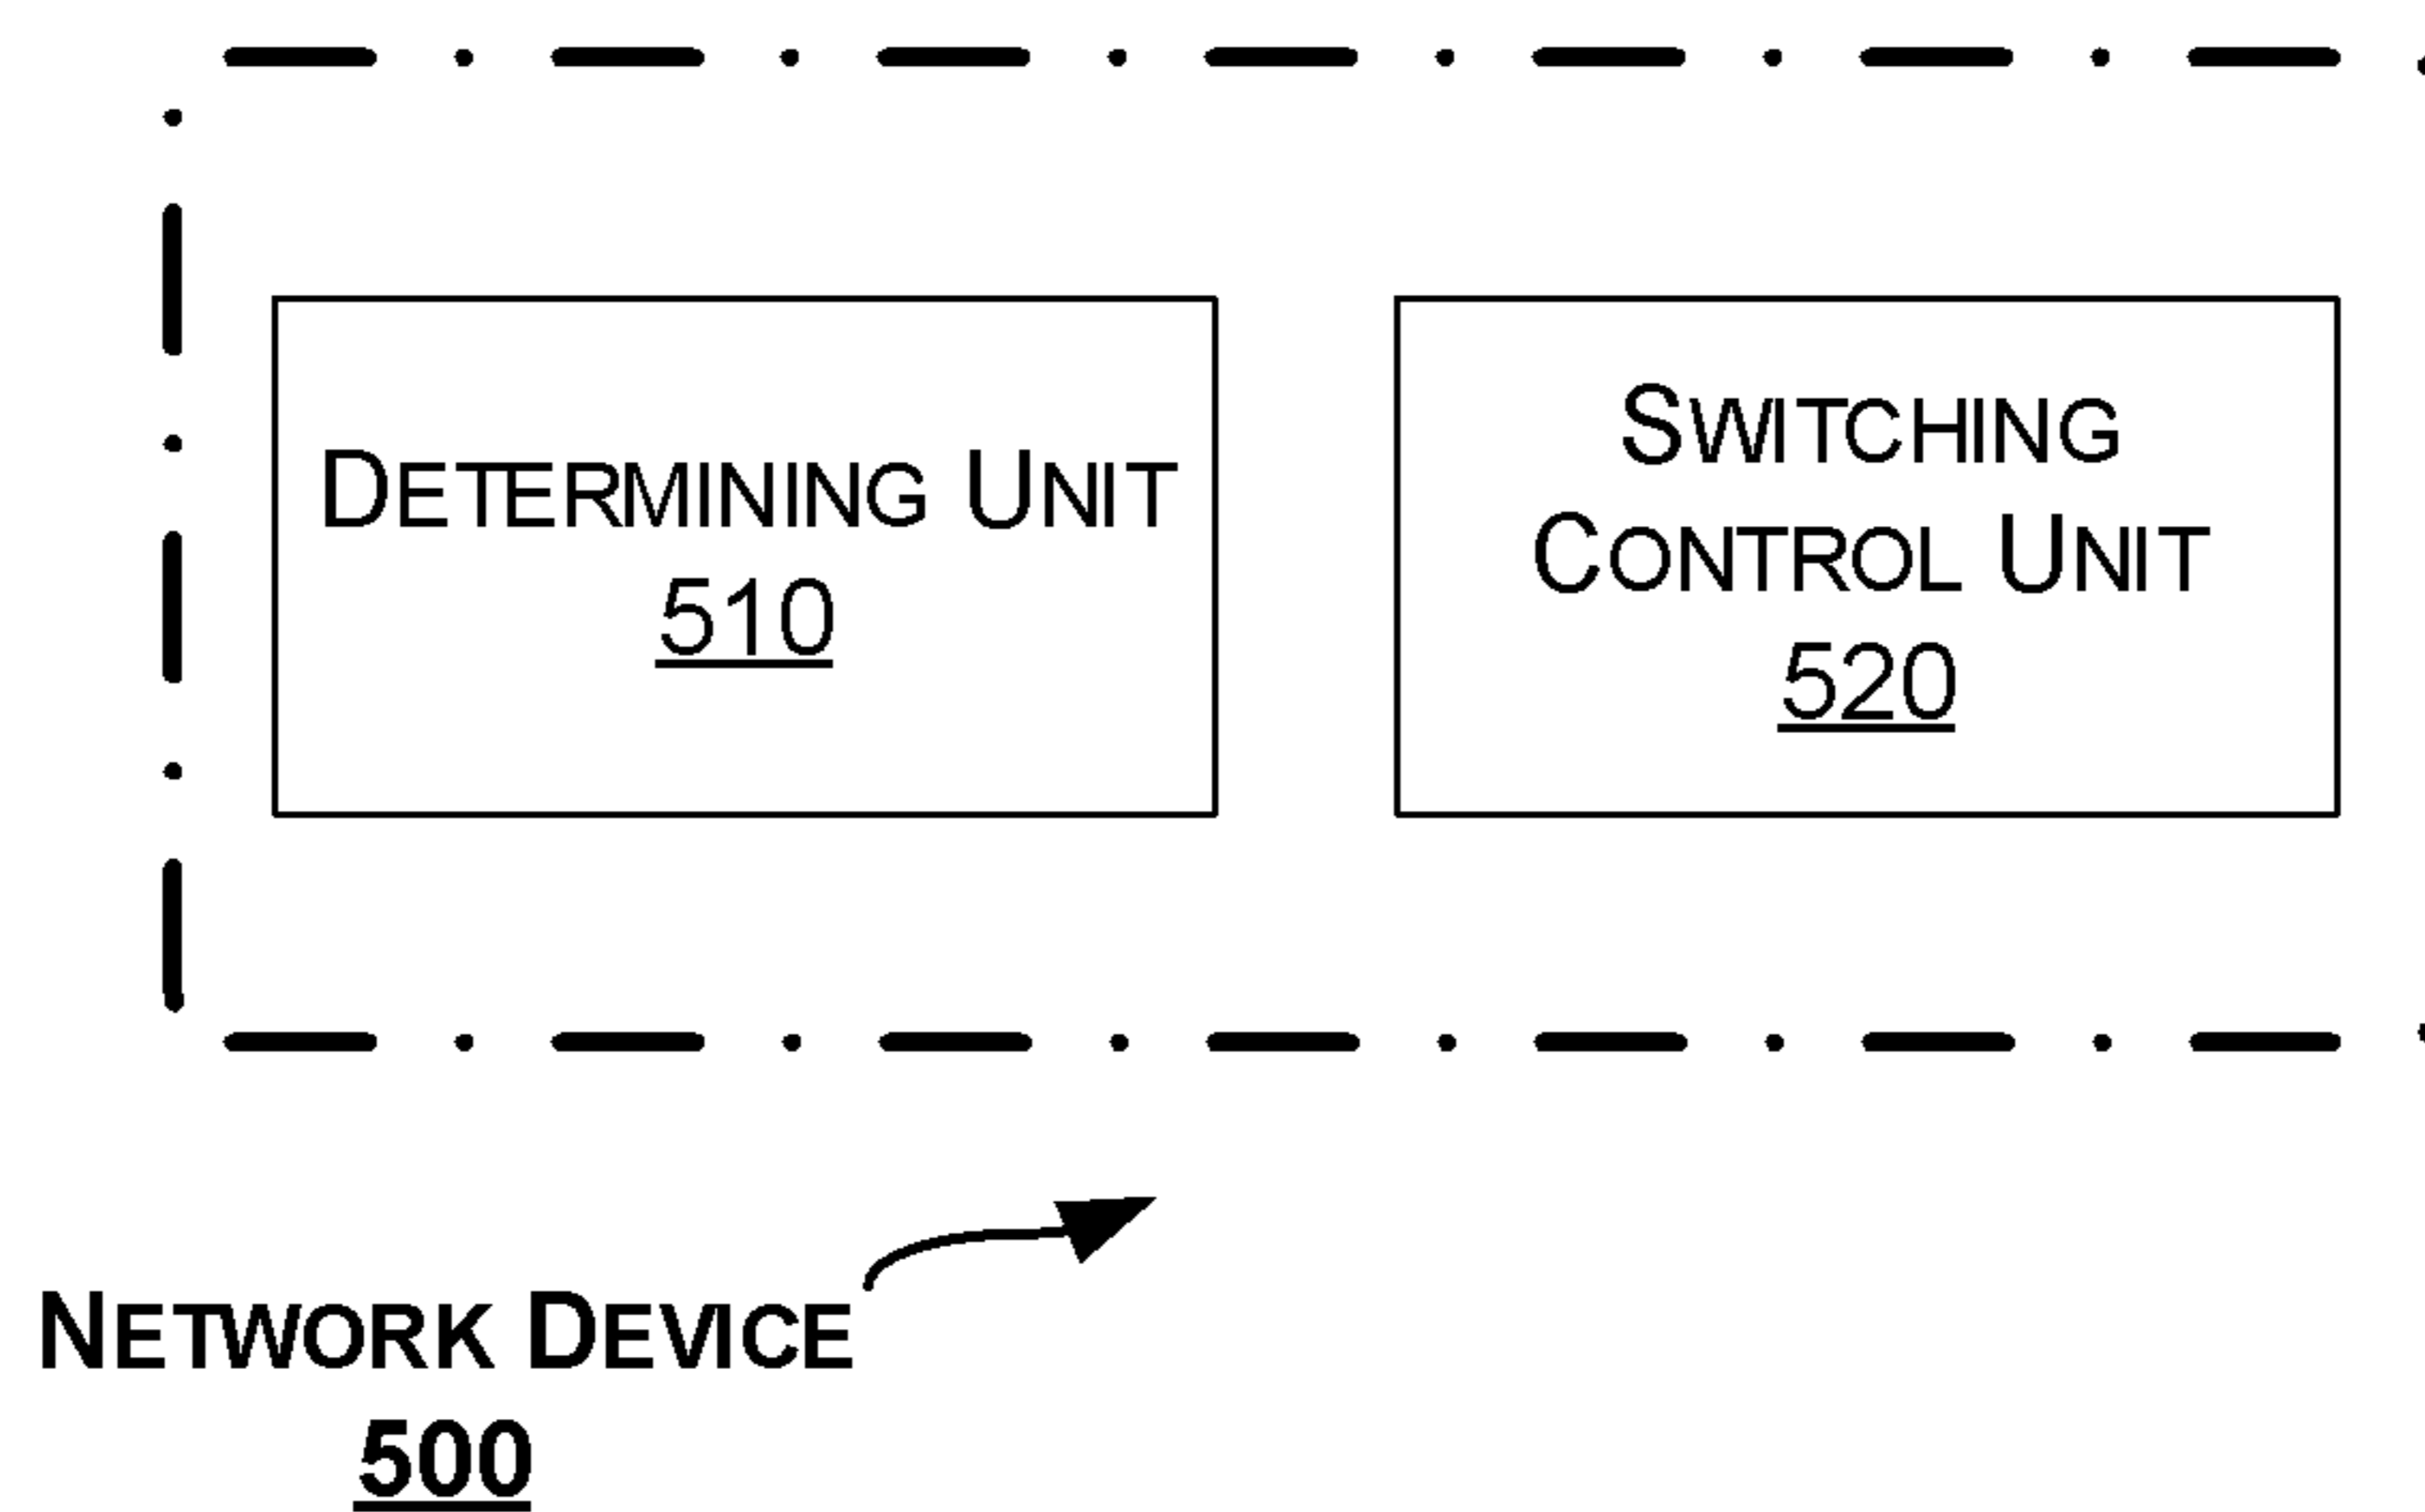 DETERMINING UNIT
510
SWITCHING
CONTROL UNIT
520
NETWORK DEVICE
500